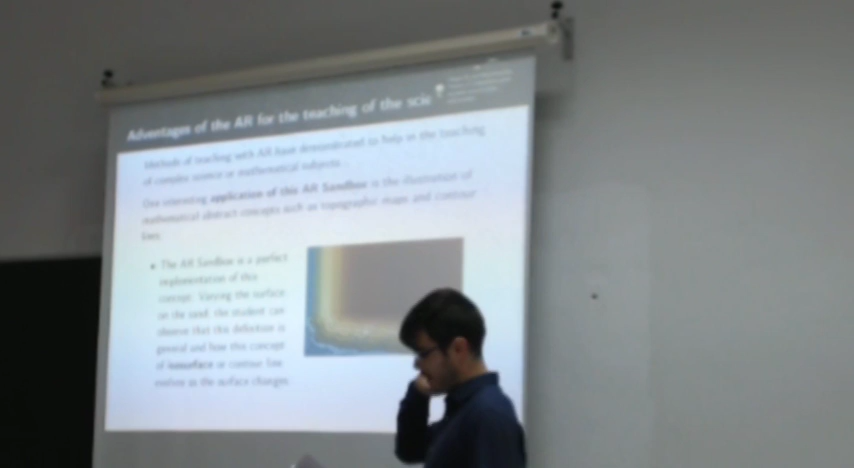 Advantages of the AR for the teaching of the scie
Methods of teaching with AR have demonstrated to help in the teaching
of complex science or mathematical subjects.
One interesting application of this AR Sandbox is the illustration of
mathematical abstract concepts such as topographic maps and contour
lines.
• The AR Sandbox is a perfect
implementation of this
concept. Varying the surface
on the sand, the student can
observe that this definition is
general and how this concept
of isosurface or contour line
evolves as the surface changes.